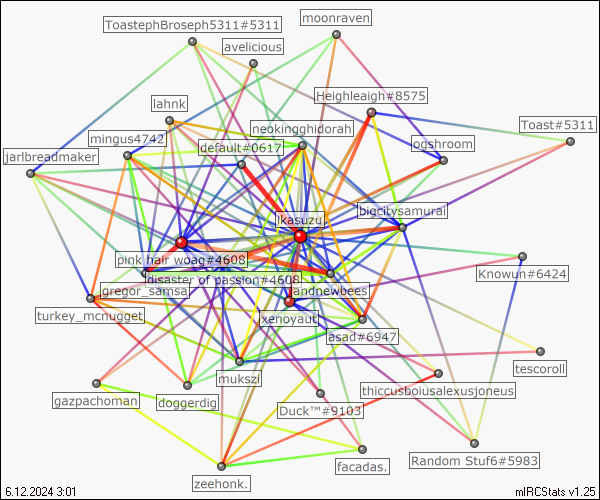 moonraven
ToastephBroseph5311#5311
avelicious
Heighleaigh#8575
lahnk
Toast#5311
neokingghidorah
mingus4742
ogshroom
default#0617
jarlbreadmaker
bigcitysamurai
jkasuzu
pink hair woag#4608
Knowun#6424
disaster of passion#4608
gregor_samsa
landnewbees
turkey_mcnugget
xenoyaut
asad#6947
tescoroll
mukszi
thiccusboiusalexusjoneus
gazpachoman
doggerdig
Duck™#9103
Random Stuf6#5983
facadas.
zeehonk.
6.12.2024 3:01
mIRCStats v1.25